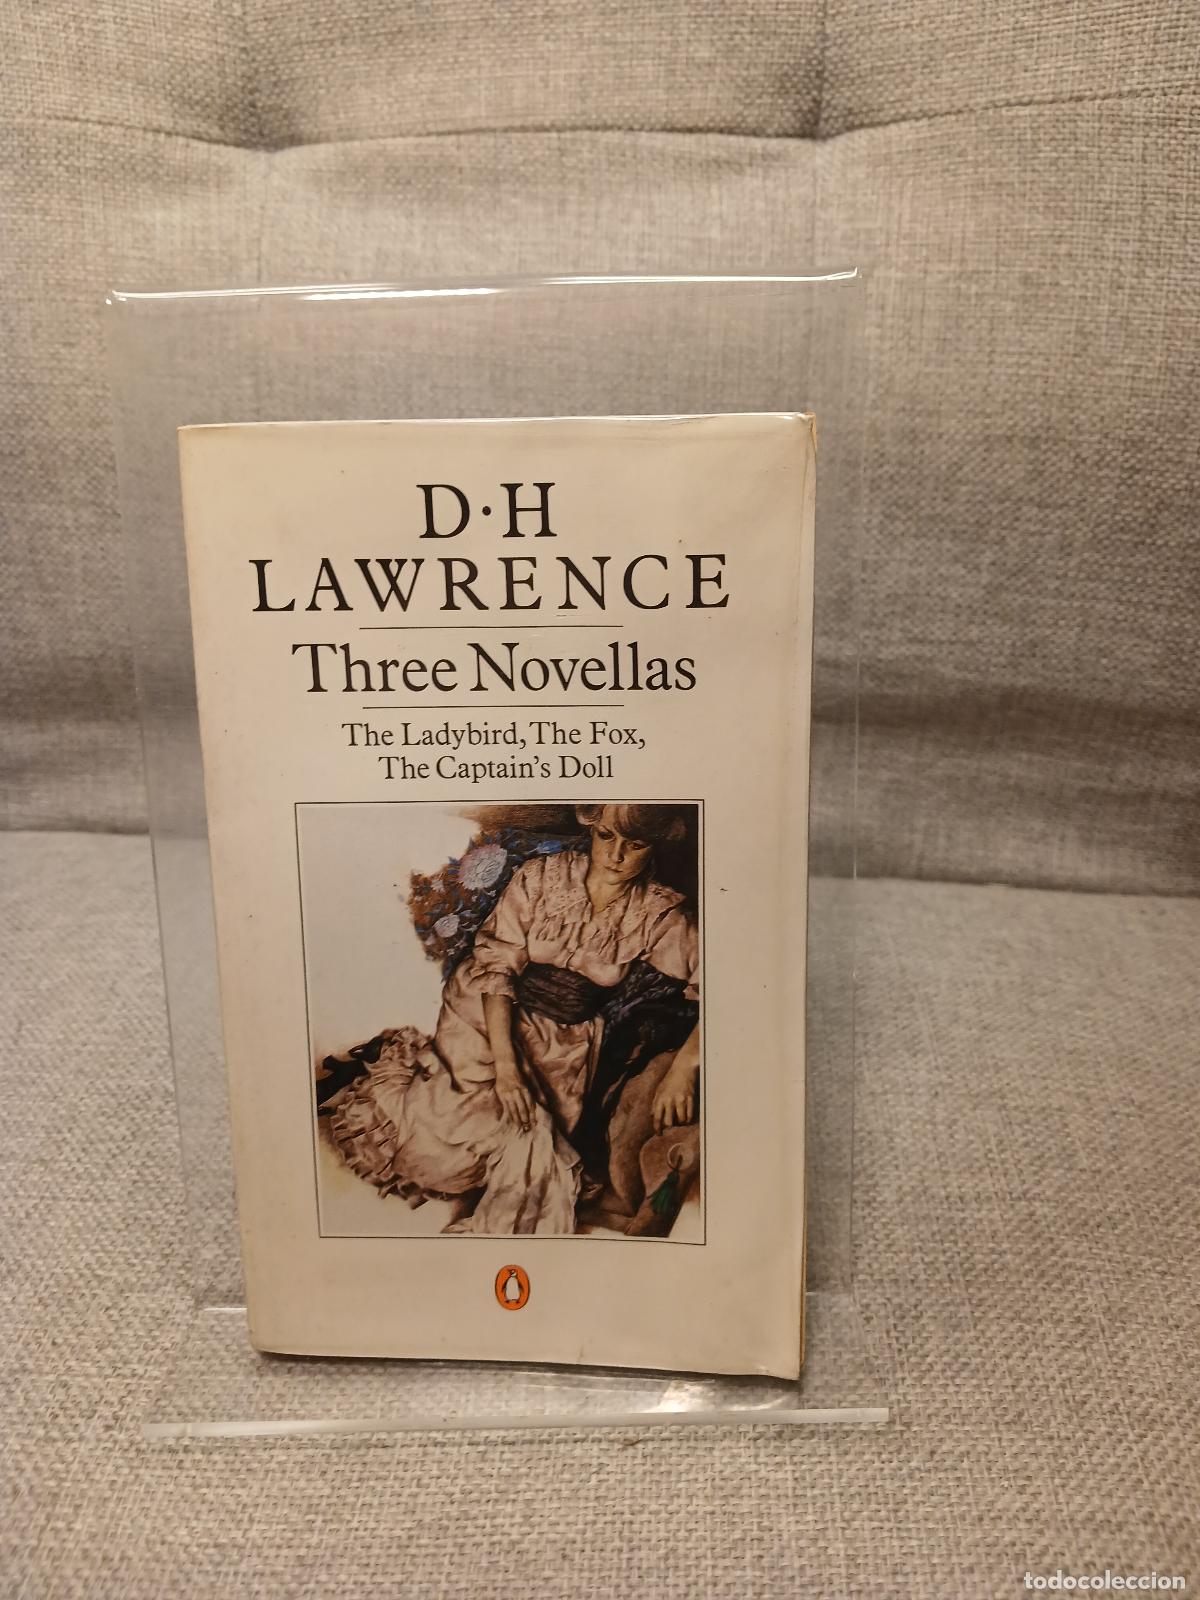 D·H
LAWRENCE
Three Novellas
The Ladybird, The Fox,
The Captain's Doll
todocoleccion